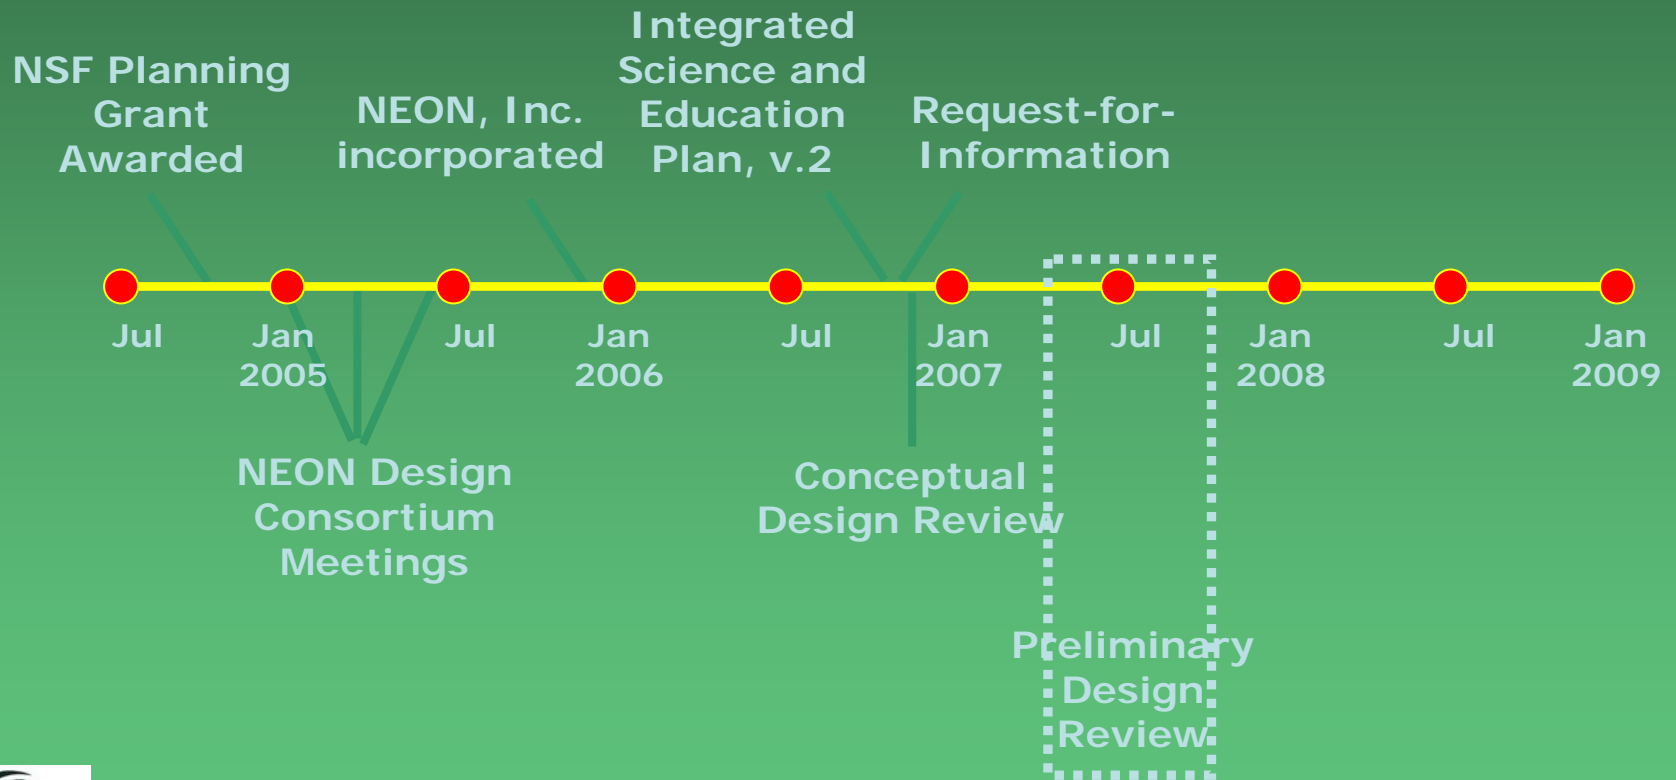 NSF Planning
Grant
Awarded
NEON, Inc.
incorporated
Integrated
Science and
Education
Plan, v.2
Request-for-
Information
Jul
Jan
2005
Jul
Jan
2006
Jul
Jan
2007
Jul
Jan
2008
Jul
Jan
2009
NEON Design
Consortium
Meetings
Conceptual
Design Review
Preliminary
Design
Review